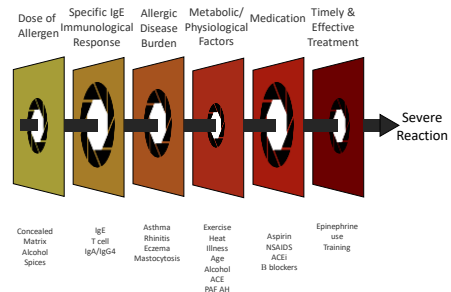 Dose of
Allergen
Specific IgE
Immunological
Response
Allergic
Disease
Burden
Metabolic/
Physiological
Factors
Medication
Timely &
Effective
Treatment
Severe
Reaction
Concealed
Matrix
Alcohol
Spices
IgE
T cell
IgA/IgG4
Asthma
Rhinitis
Eczema
Mastocytosis
Exercise
Heat
Illness
Age
Alcohol
ACE
PAF AH
Aspirin
NSAIDS
ACEi
B blockers
Epinephrine
use
Training